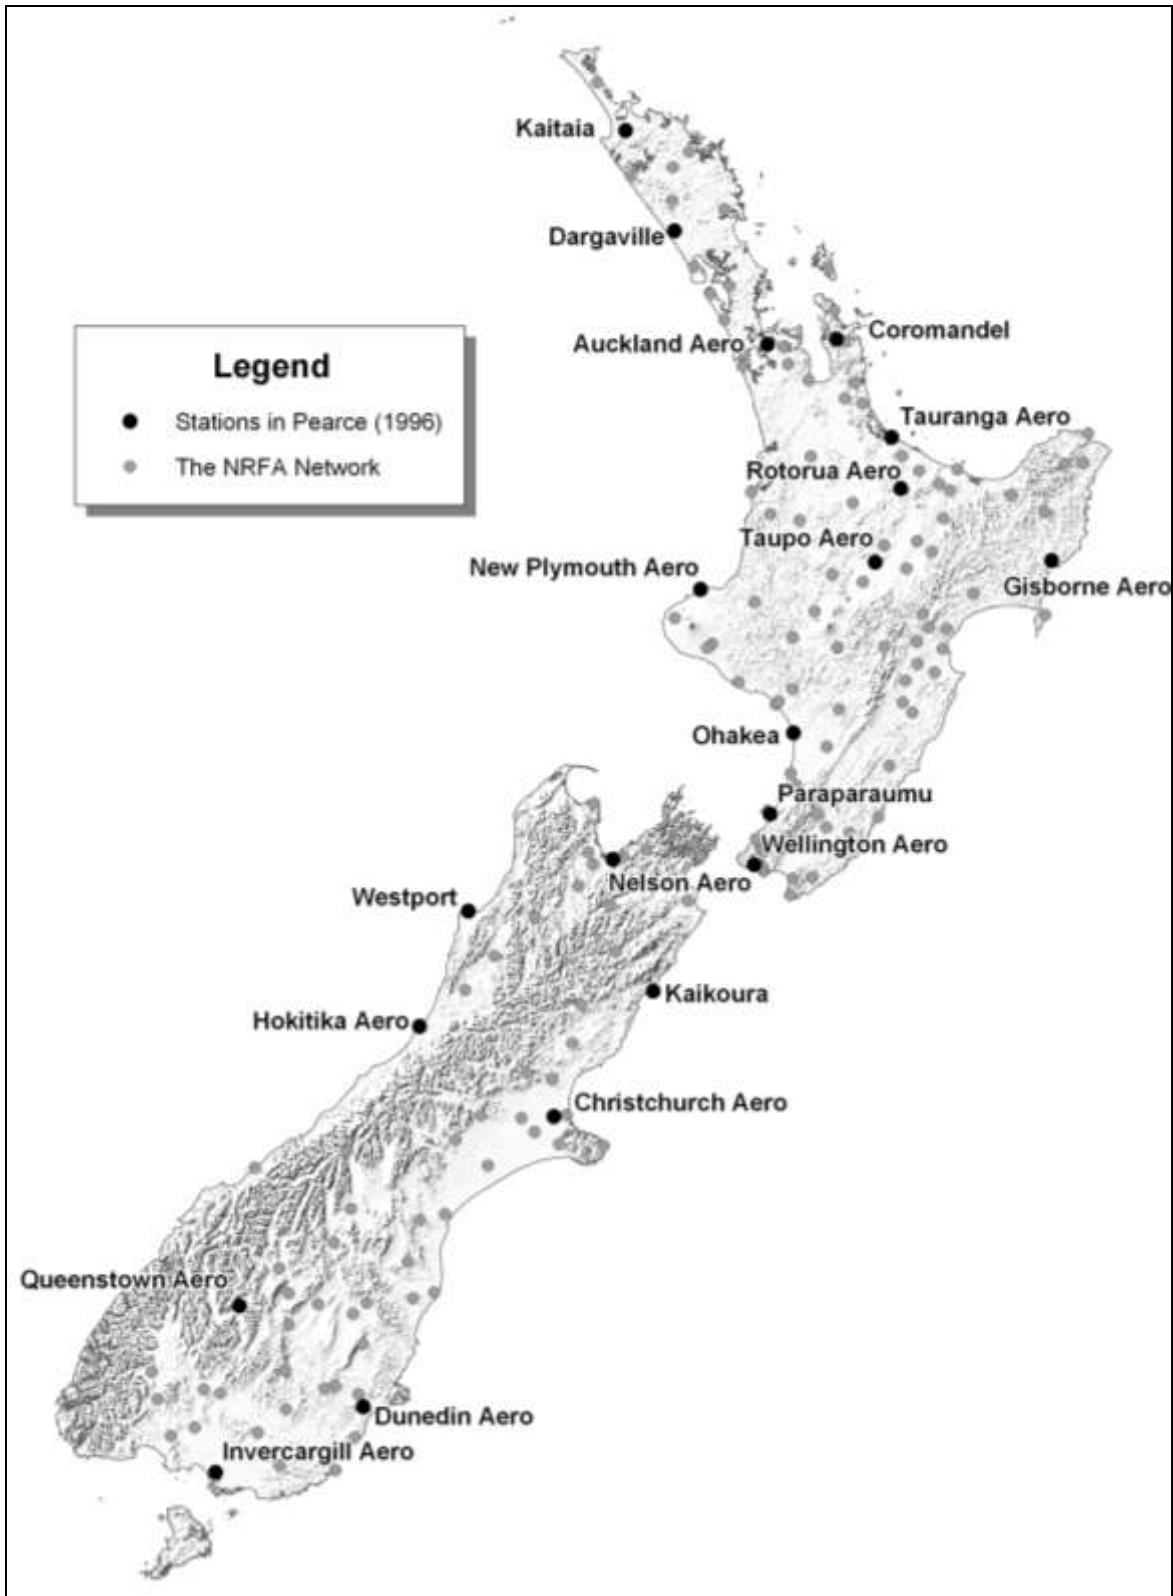 Kaitaia
Dargaville
Auckland Aero
Coromandel
Legend
Stations in Pearce (1996)
The NRFA Network
Tauranga Aero
Rotorua Aero
Taupo Aero
New Plymouth Aero
Gisborne Aero
Ohakea
Paraparaumu
Wellington Aero
Nelson Aero
Westport
Kaikoura
Hokitika Aero
Christchurch Aero
Queenstown Aero
Dunedin Aero
Invercargill Aero